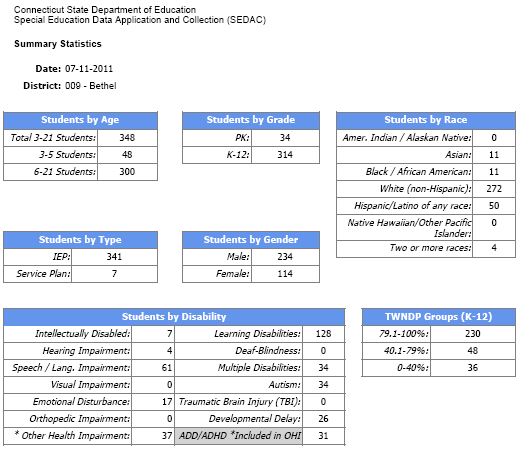 Connecticut State Department of Education
Special Education Data Application and Collection (SEDAC)
Summary Statistics
Date: 07-11-2011
District: 009 - Bethel
Students by Age
Total 3-21 Students: 348
3-5 Students: 48
6-21 Students: 300
Students by Grade
PK: 34
K-12: 314
Students by Race
Amer. Indian / Alaskan Native: 0
Asian: 11
Black / African American: 11
White (non-Hispanic): 272
Hispanic/Latino of any race: 50
Native Hawaiian/Other Pacific
Islander: 0
Two or more races: 4
Students by Type
IEP: 341
Service Plan: 7
Students by Gender
Male: 234
Female: 114
Students by Disability
Intellectually Disabled: 7 Learning Disabilities: 128
Hearing Impairment: 4 Deaf-Blindness: 0
Speech / Lang. Impairment: 61 Multiple Disabilities: 34
Visual Impairment: 0 Autism: 34
Emotional Disturbance: 17 Traumatic Brain Injury (TBI): 0
Orthopedic Impairment: 0 Developmental Delay: 26
* Other Health Impairment: 37 ADD/ADHD *Included in OHI 31
TWNDP Groups (K-12)
79.1-100%: 230
40.1-79%: 48
0-40%: 36